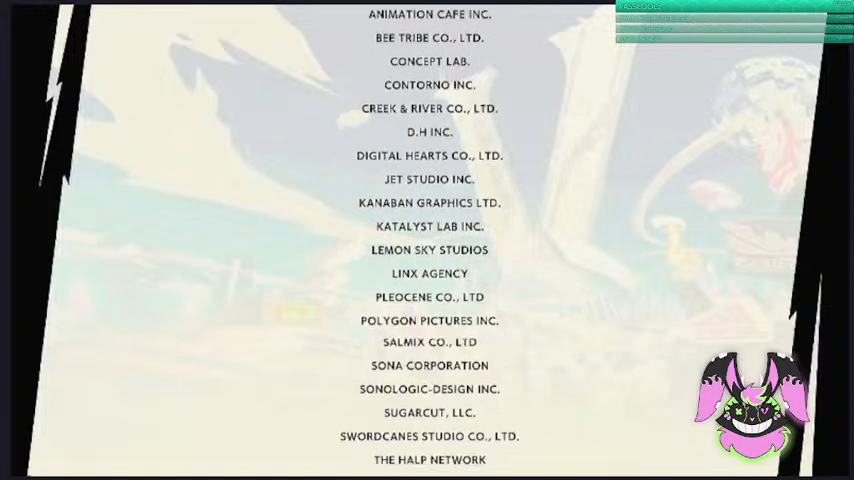 ANIMATION CAFE INC.
BEE TRIBE CO., LTD.
CONCEPT LAB.
CONTORNO INC.
CREEK & RIVER CO., LTD.
D.H INC.
DIGITAL HEARTS CO., LTD.
JET STUDIO INC.
KANABAN GRAPHICS LTD.
KATALYST LAB INC.
LEMON SKY STUDIOS
LINX AGENCY
PLEOCENE CO., LTD
POLYGON PICTURES INC.
SALMIX CO., LTD
SONA CORPORATION
SONOLOGIC-DESIGN INC.
SUGARCUT, LLC.
SWORDCANES STUDIO CO., LTD.
THE HALP NETWORK